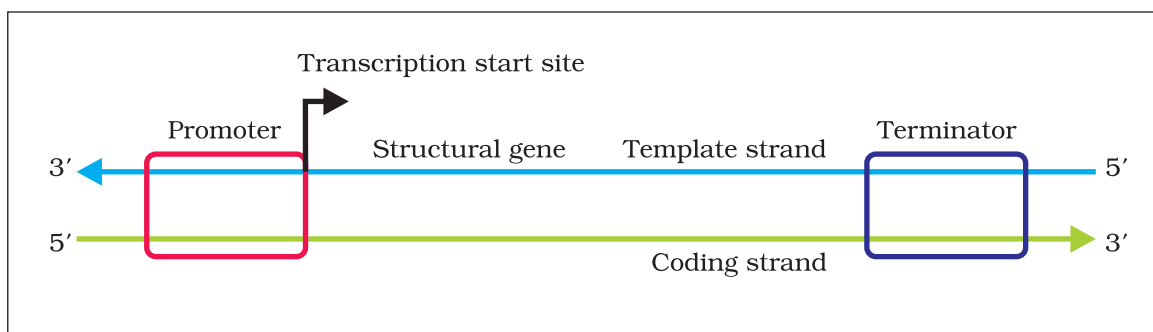 Transcription start site
Promoter
Terminator
Structural gene
Template strand
3′
5′
5′
3′
Coding strand